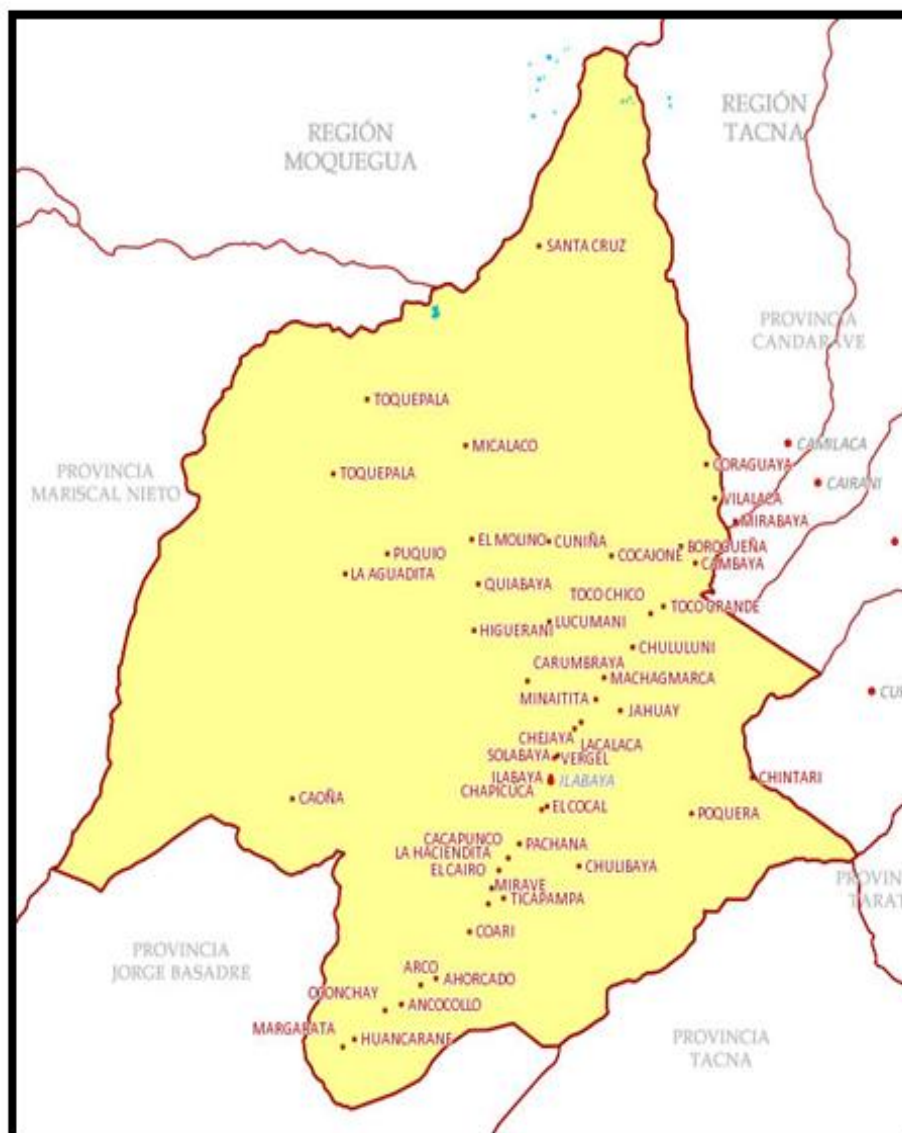 REGIÓN
MOQUEGUA
REGIÓN
TACNA
SANTA CRUZ
PROVINCIA
CANDARAVE
TOQUEPALA
MICALACO
CAMILACA
PROVINCIA
MARISCAL NIETO
TOQUEPALA
CORAGUAYA
CAIRANI
VILALACA
MIRABAYA
EL MOLINO
CUNIÑA
BOROGUEÑA
PUQUIO
COCAJONE
CAMBAYA
LA AGUADITA
QUIABAYA
TOCO CHICO
TOCO GRANDE
LUCUMANI
HIGUERANI
CHULULUNI
CARUMBRAYA
MACHAGMARCA
MINAITITA
JAHUAY
CHEJAYA
LACALACA
SOLABAYA
VERGEL
ILABAYA
ILABAYA
CHINTARI
CHAPICUCA
CAOÑA
EL COCAL
POQUERA
CACAPUNCO
PACHANA
LA HACIENDITA
EL CAIRO
CHULIBAYA
MIRAVE
TICAPAMPA
COARI
PROVINCIA
JORGE BASADRE
ARCO
AHORCADO
OCONCHAY
ANCOCOLLO
MARGARATA
HUANCARANE
PROVINCIA
TACNA